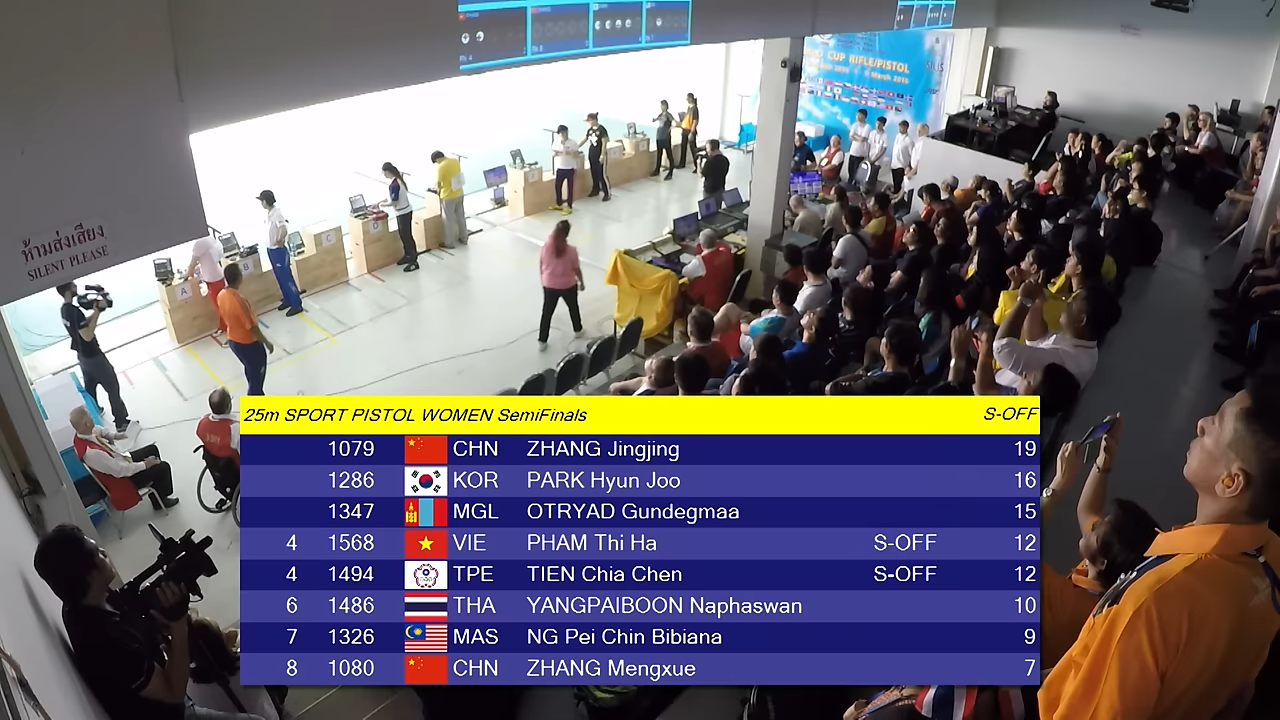 CUP RIFLE/PISTOL
ห้ามส่งเสียง
SILENT PLEASE
A
B
C
D
25m SPORT PISTOL WOMEN SemiFinals S-OFF
1079 CHN ZHANG Jingjing 19
1286 KOR PARK Hyun Joo 16
1347 MGL OTRYAD Gundegmaa 15
4 1568 VIE PHAM Thi Ha S-OFF 12
4 1494 TPE TIEN Chia Chen S-OFF 12
6 1486 THA YANGPAIBOON Naphaswan 10
7 1326 MAS NG Pei Chin Bibiana 9
8 1080 CHN ZHANG Mengxue 7